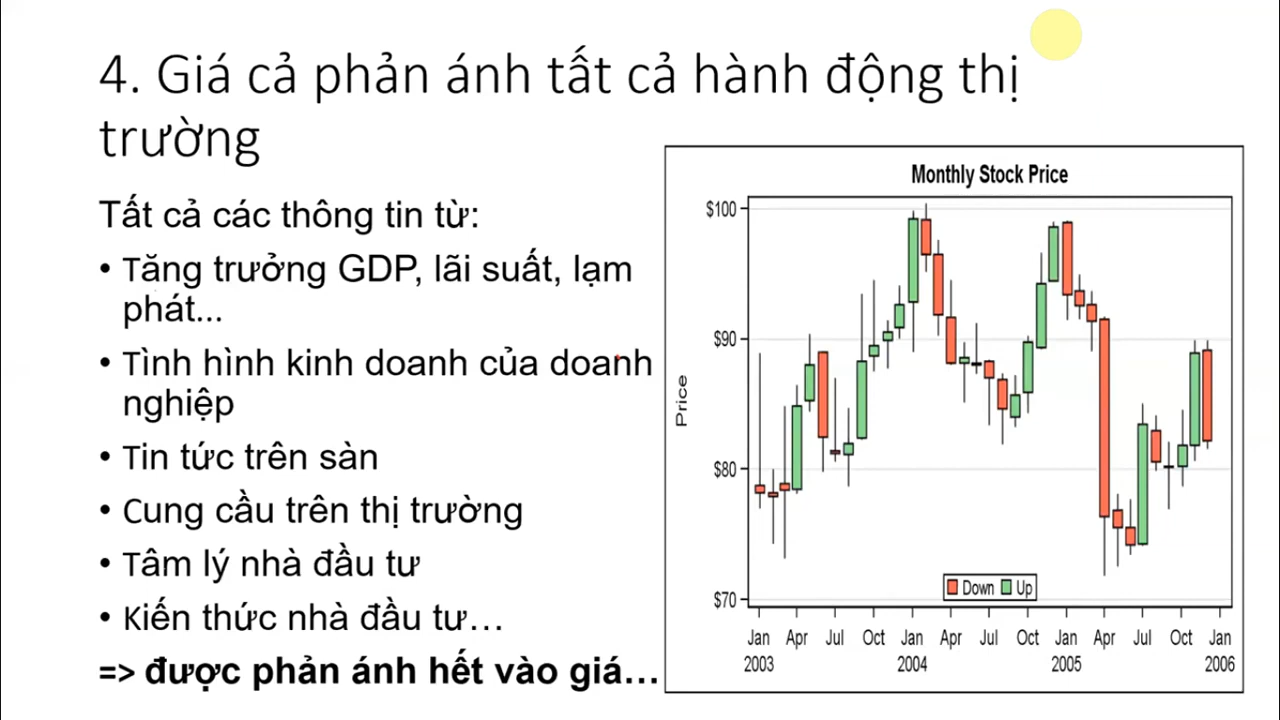 4. Giá cả phản ánh tất cả hành động thị
trường
Tất cả các thông tin từ:
• Tăng trưởng GDP, lãi suất, lạm
phát...
• Tình hình kinh doanh của doanh
nghiệp
• Tin tức trên sàn
• Cung cầu trên thị trường
• Tâm lý nhà đầu tư
• Kiến thức nhà đầu tư…
=> được phản ánh hết vào giá…
Monthly Stock Price
$100
$90
$80
$70
Price
Down Up
Jan Apr Jul Oct Jan Apr Jul Oct Jan Apr Jul Oct Jan
2003 2004 2005 2006